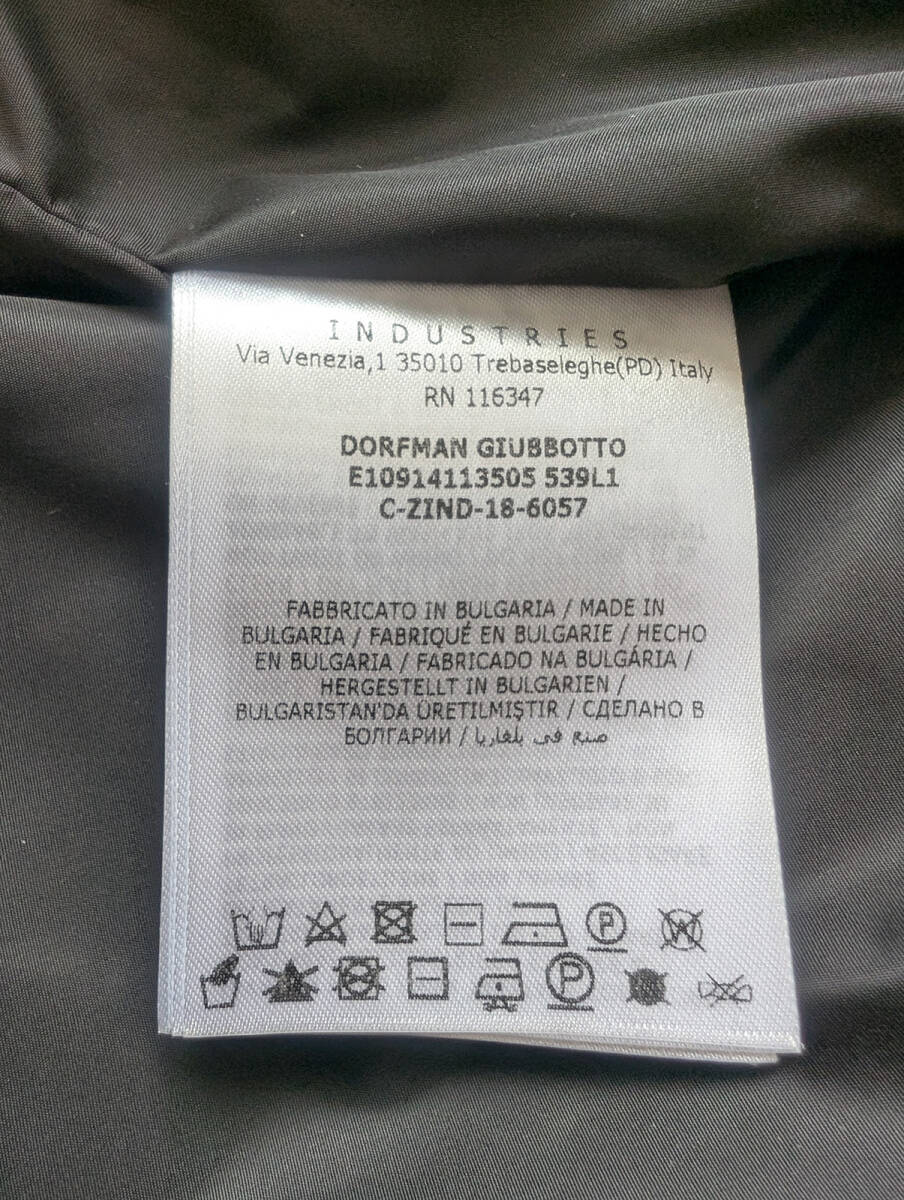 INDUSTRIES
Via Venezia,1 35010 Trebaseleghe(PD) Italy
RN 116347
DORFMAN GIUBBOTTO
E10914113505 539L1
C-ZIND-18-6057
FABBRICATO IN BULGARIA / MADE IN
BULGARIA / FABRIQUÉ EN BULGARIE / HECHO
EN BULGARIA / FABRICADO NA BULGÁRIA /
HERGESTELLT IN BULGARIEN /
BULGARISTAN'DA ÜRETILMIŞTIR / СДЕЛАНО В
БОЛГАРИИ / صنع في بلغاريا